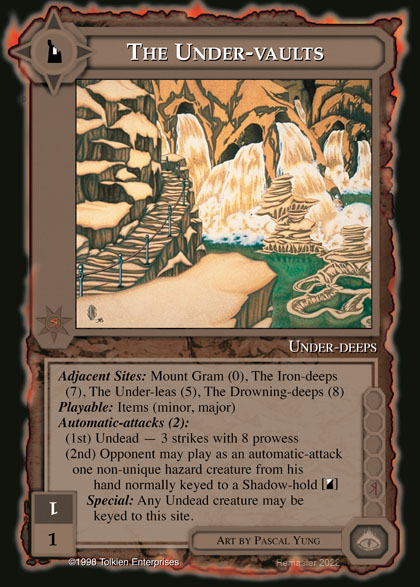 The Under-vaults
Under-deeps
Adjacent Sites: Mount Gram (0), The Iron-deeps
(7), The Under-leas (5), The Drowning-deeps (8)
Playable: Items (minor, major)
Automatic-attacks (2):
(1st) Undead — 3 strikes with 8 prowess
(2nd) Opponent may play as an automatic-attack
one non-unique hazard creature from his
hand normally keyed to a Shadow-hold []
Special: Any Undead creature may be
keyed to this site.
1
1
Art by Pascal Yung
©1998 Tolkien Enterprises
Remaster 2022